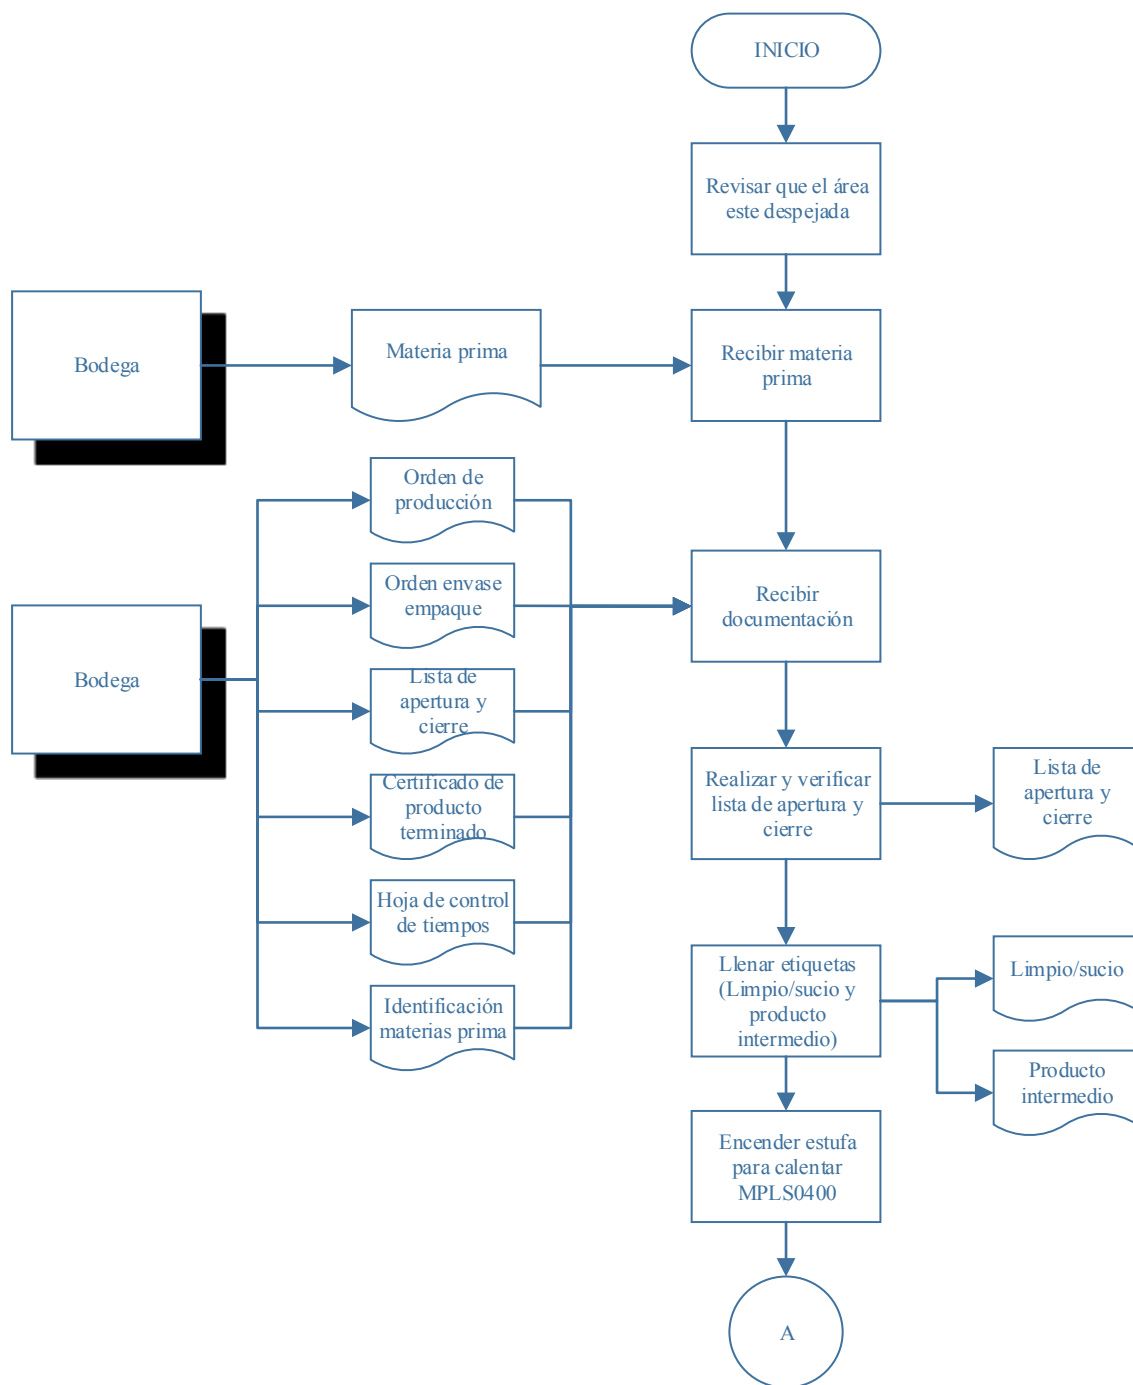 INICIO
Revisar que el área
este despejada
Bodega
Materia prima
Recibir materia
prima
Orden de
producción
Orden envase
empaque
Recibir
documentación
Bodega
Lista de
apertura y
cierre
Certificado de
producto
terminado
Realizar y verificar
lista de apertura y
cierre
Lista de
apertura y
cierre
Hoja de control
de tiempos
Llenar etiquetas
(Limpio/sucio y
producto
intermedio)
Limpio/sucio
Identificación
materias prima
Producto
intermedio
Encender estufa
para calentar
MPLS0400
A